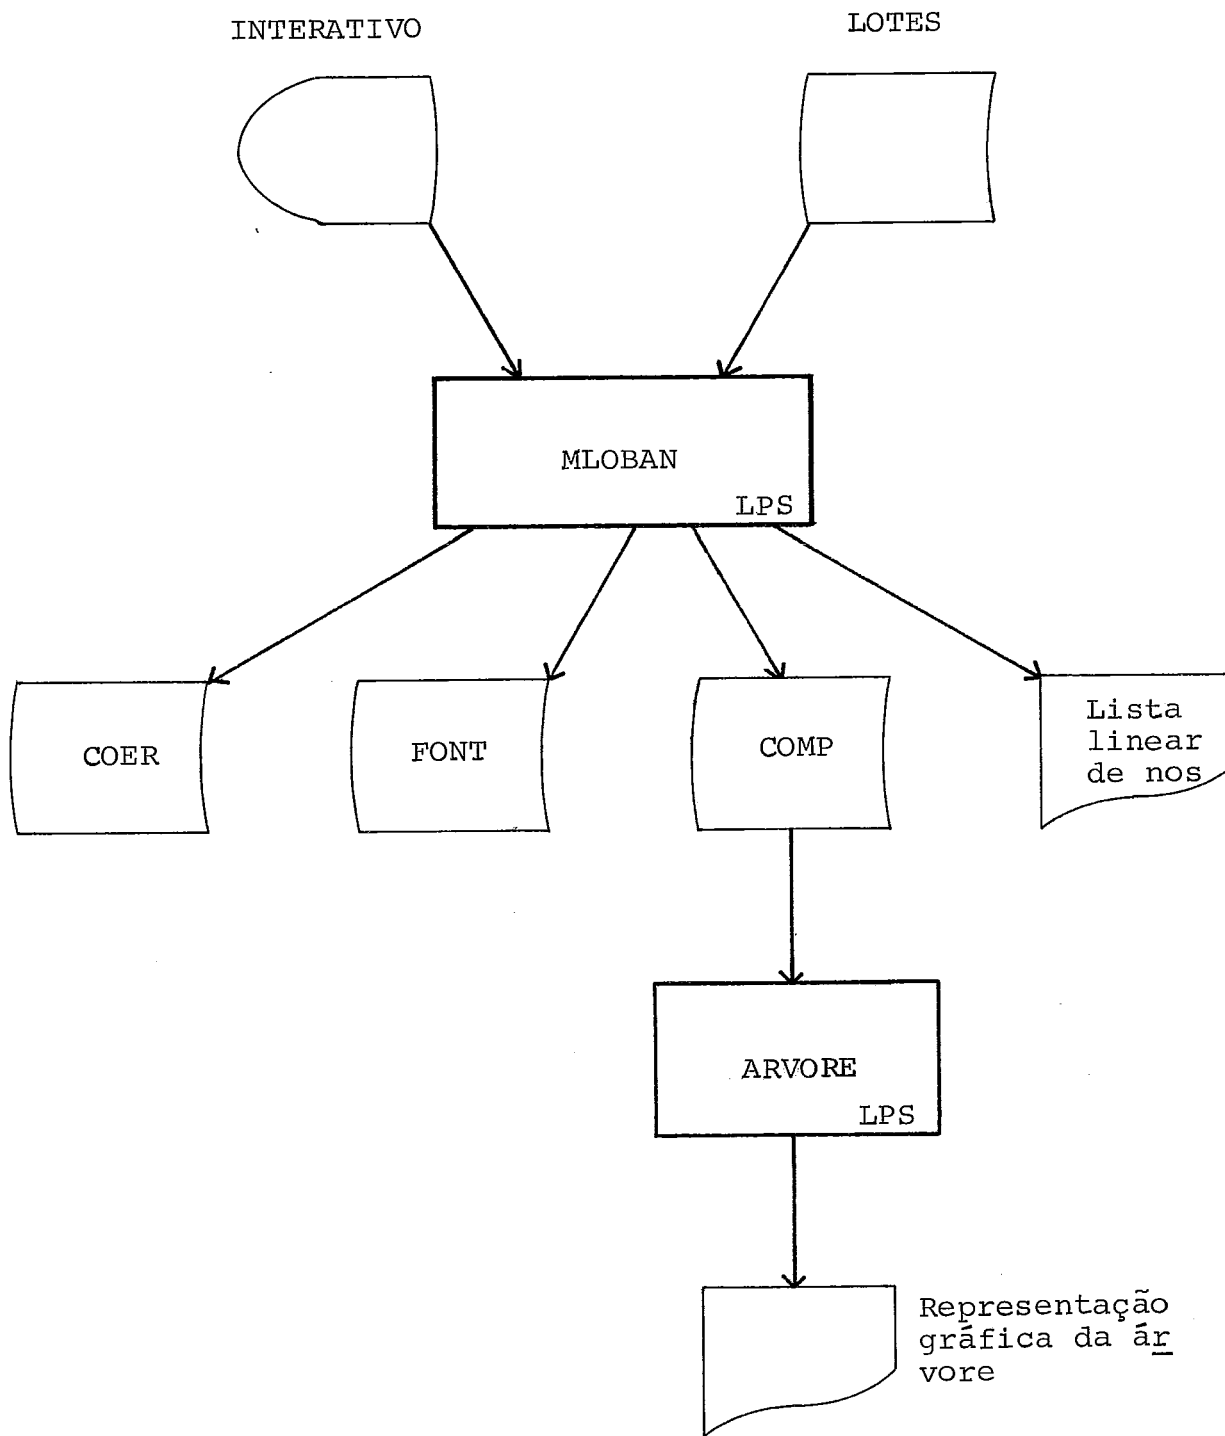 INTERATIVO
LOTES
MLOBAN
LPS
COER
FONT
COMP
Lista
linear
de nos
ARVORE
LPS
Representação
gráfica da ár
vore